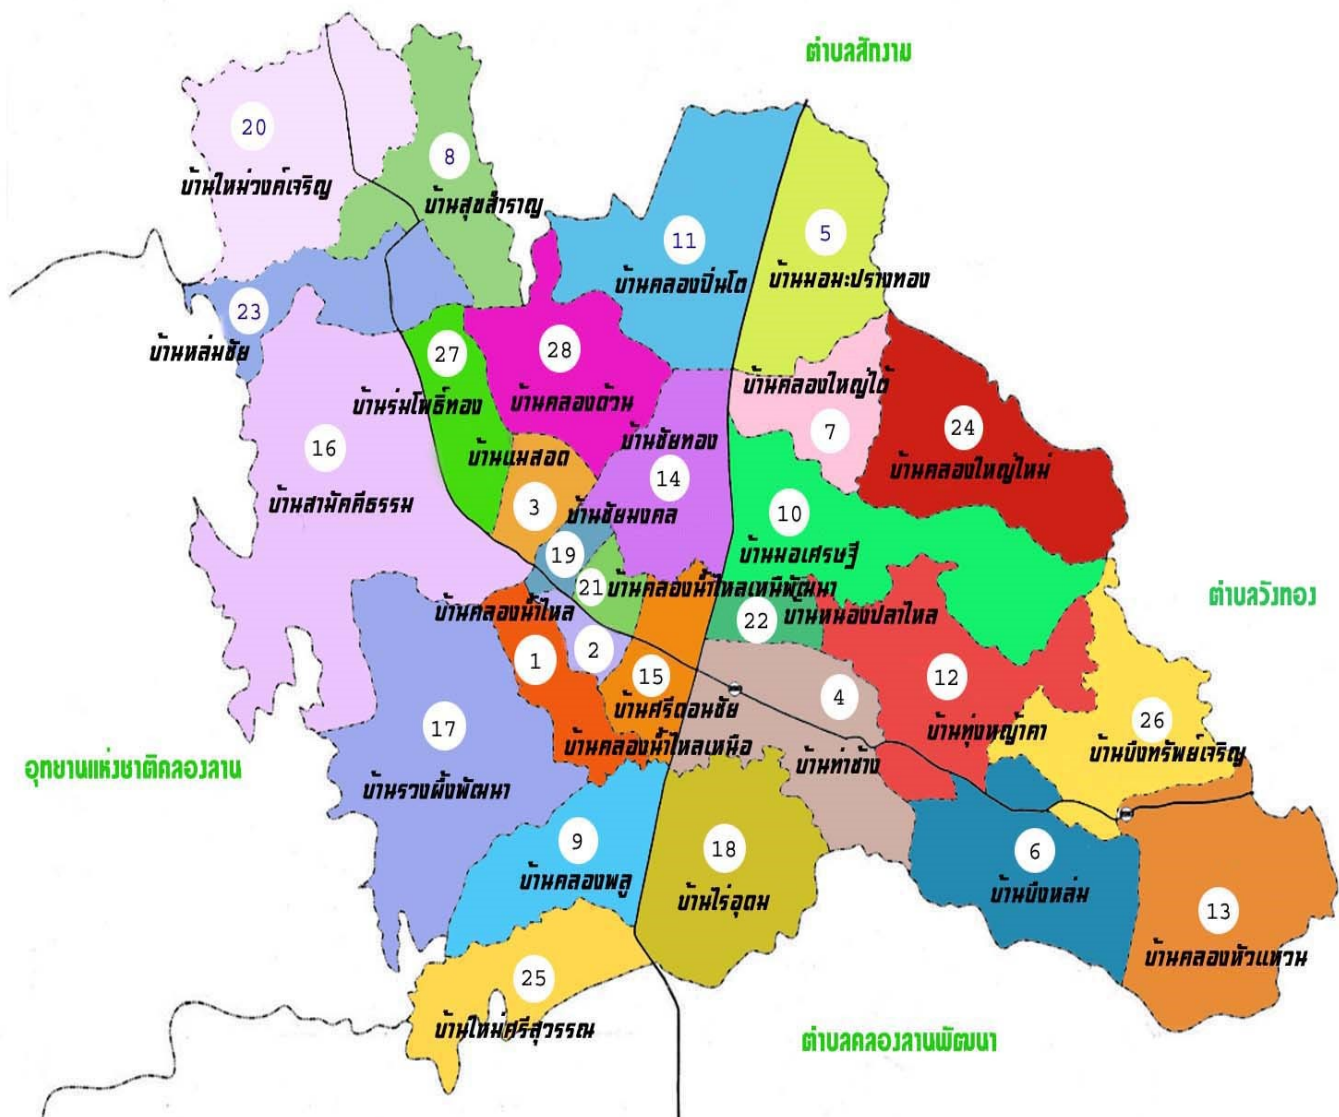 ตำบลสักงาม
20
8
บ้านใหม่วงค์เจริญ
บ้านสุขสำราญ
11
5
บ้านคลองปิ่นโต
บ้านมอมะปรางทอง
23
บ้านหล่มชัย
27
28
บ้านคลองใหญ่ใต้
บ้านร่มโพธิ์ทอง
บ้านคลองด้วน
7
24
16
บ้านชัยทอง
บ้านแม่สอด
14
บ้านคลองใหญ่ใหม่
บ้านสามัคคีธรรม
3
บ้านชัยมงคล
10
19
บ้านมอเศรษฐี
21
บ้านคลองน้ำไหลเหนือพัฒนา
ตำบลวังทอง
บ้านคลองน้ำไหล
22
บ้านหนองปลาไหล
1
2
15
4
12
บ้านศรีดอนชัย
26
17
บ้านทุ่งหญ้าคา
บ้านคลองน้ำไหลเหนือ
บ้านบึงทรัพย์เจริญ
อุทยานแห่งชาติคลองลาน
บ้านท่าช้าง
บ้านรวงผึ้งพัฒนา
9
18
6
บ้านคลองพลู
บ้านไร่อุดม
บ้านบึงหล่ม
13
บ้านคลองหัวแหวน
25
บ้านใหม่ศรีสุวรรณ
ตำบลคลองลานพัฒนา